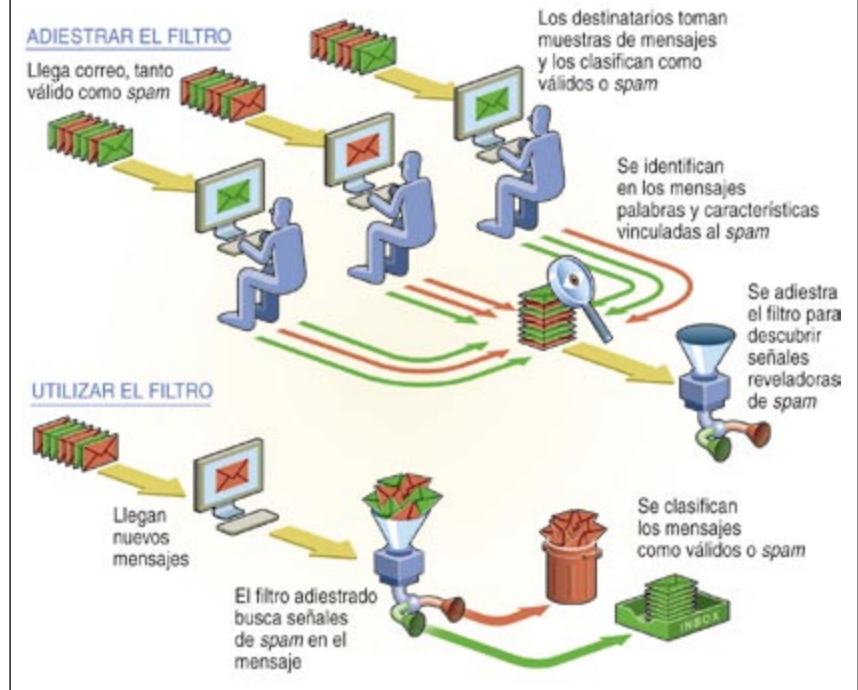 ADIESTRAR EL FILTRO
Llega correo, tanto
válido como spam
Los destinatarios toman
muestras de mensajes
y los clasifican como
válidos o spam
Se identifican
en los mensajes
palabras y características
vinculadas al spam
Se adiestra
el filtro para
descubrir
señales
reveladoras
de spam
UTILIZAR EL FILTRO
Llegan
nuevos
mensajes
El filtro adiestrado
busca señales
de spam en el
mensaje
Se clasifican
los mensajes
como válidos o spam
INBOX